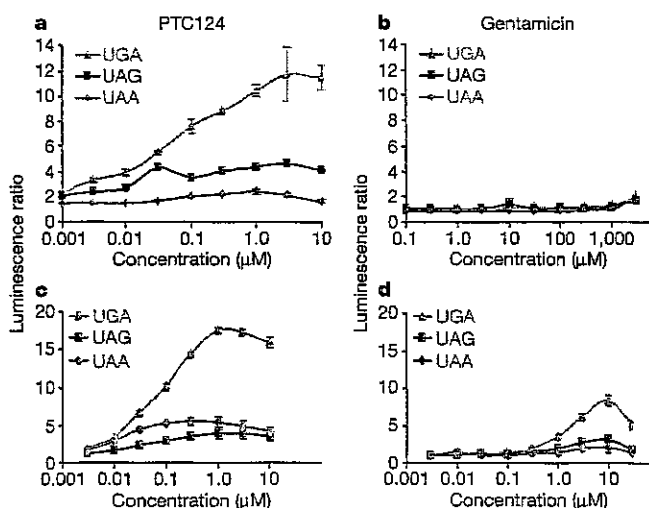 a PTC124
b Gentamicin
14
12
10
8
6
4
2
0
UGA
UAG
UAA
0.001 0.01 0.1 1.0 10
Concentration (μM)
Luminescence ratio
14
12
10
8
6
4
2
0
UGA
UAG
UAA
0.1 1.0 10 100 1,000
Concentration (μM)
Luminescence ratio
c
20
15
10
5
0
UGA
UAG
UAA
0.001 0.01 0.1 1.0 10
Concentration (μM)
d
20
15
10
5
0
UGA
UAG
UAA
0.001 0.01 0.1 1.0 10
Concentration (μM)